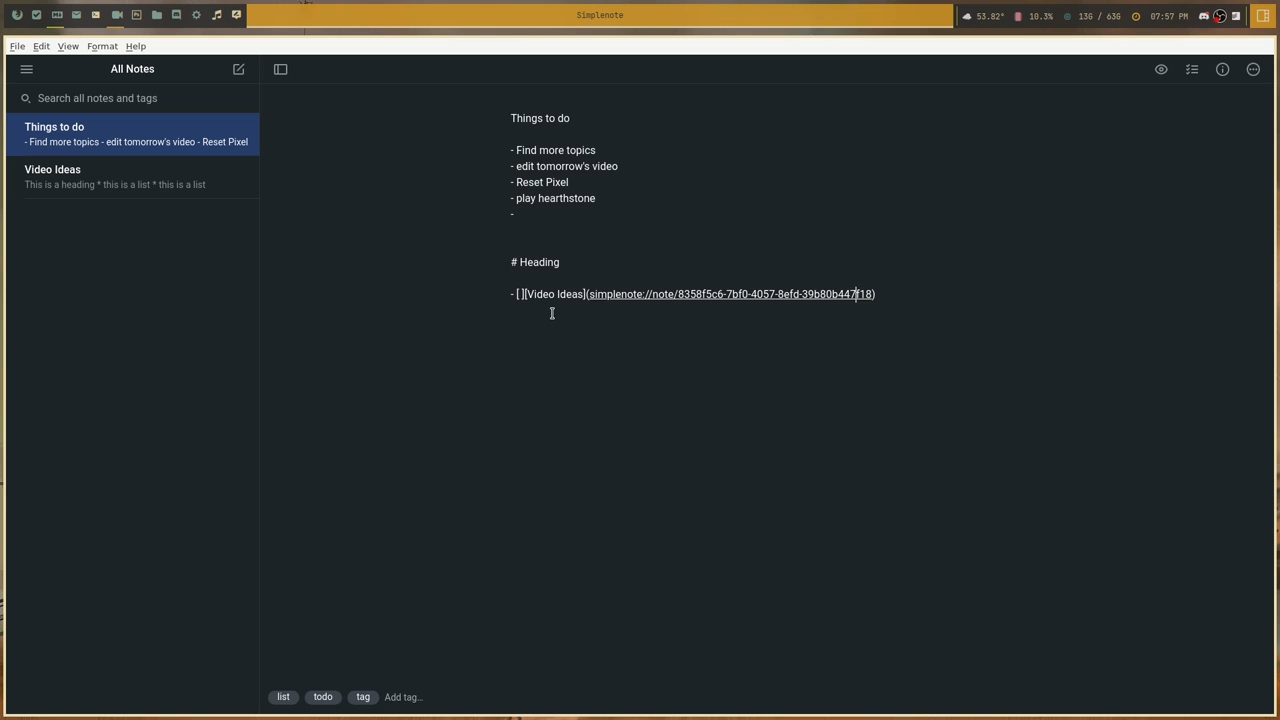 Simplenote
53.82°
10.3%
13G / 63G
07:57 PM
File Edit View Format Help
All Notes
Search all notes and tags
Things to do
- Find more topics - edit tomorrow's video - Reset Pixel
Video Ideas
This is a heading * this is a list * this is a list
Things to do
- Find more topics
- edit tomorrow's video
- Reset Pixel
- play hearthstone
-
# Heading
- [ ][Video Ideas](simplenote://note/8358f5c6-7bf0-4057-8efd-39b80b447f18)
list todo tag Add tag...